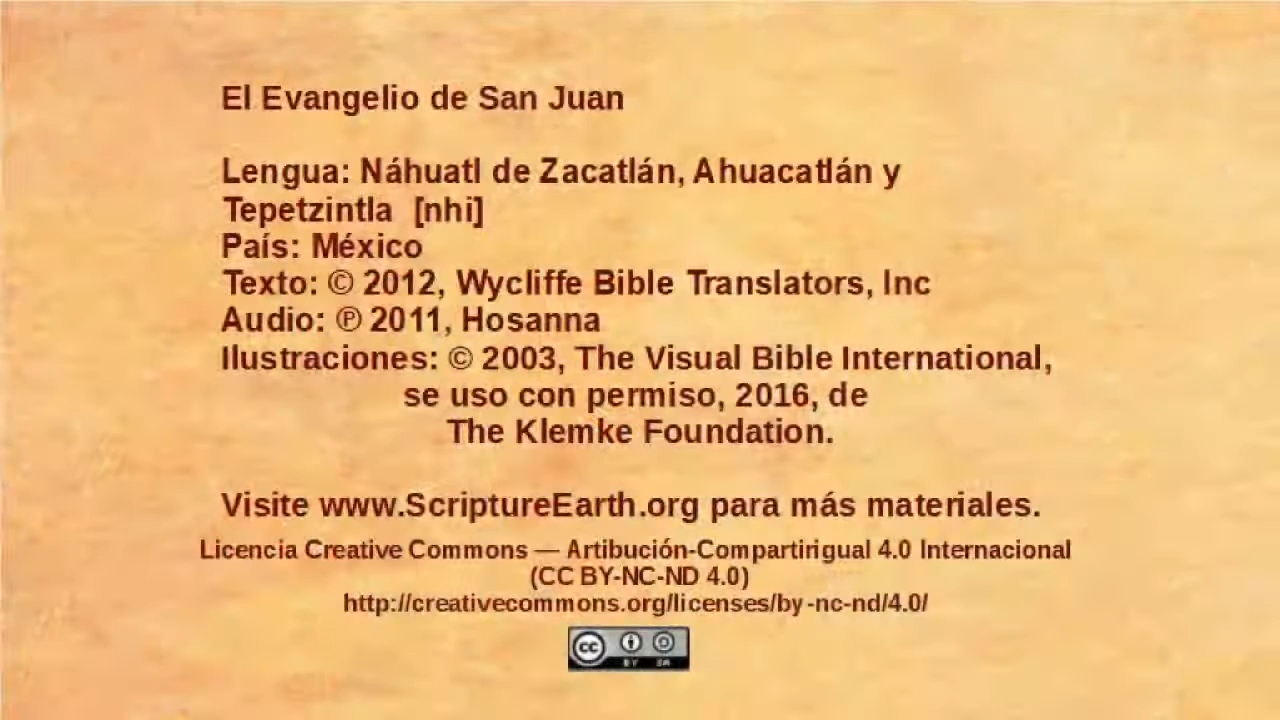 El Evangelio de San Juan
Lengua: Náhuatl de Zacatlán, Ahuacatlán y
Tepetzintla [nhi]
País: México
Texto: © 2012, Wycliffe Bible Translators, Inc
Audio: ℗ 2011, Hosanna
Ilustraciones: © 2003, The Visual Bible International,
se uso con permiso, 2016, de
The Klemke Foundation.
Visite www.ScriptureEarth.org para más materiales.
Licencia Creative Commons — Artibución-Compartirigual 4.0 Internacional
(CC BY-NC-ND 4.0)
http://creativecommons.org/licenses/by-nc-nd/4.0/
cc BY SA